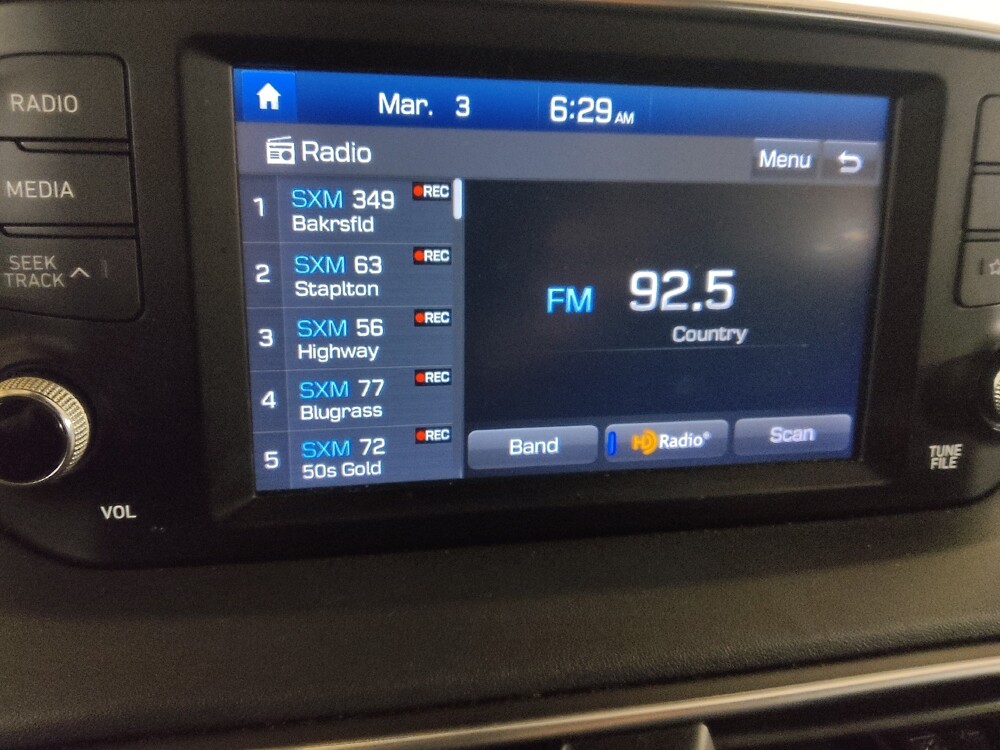 RADIO
MEDIA
SEEK
TRACK
VOL
Mar. 3 6:29 AM
Radio
Menu
1 SXM 349 REC
Bakrsfld
2 SXM 63 REC
Staplton
3 SXM 56 REC
Highway
4 SXM 77 REC
Blugrass
5 SXM 72 REC
50s Gold
FM 92.5
Country
Band
HD Radio®
Scan
TUNE
FILE